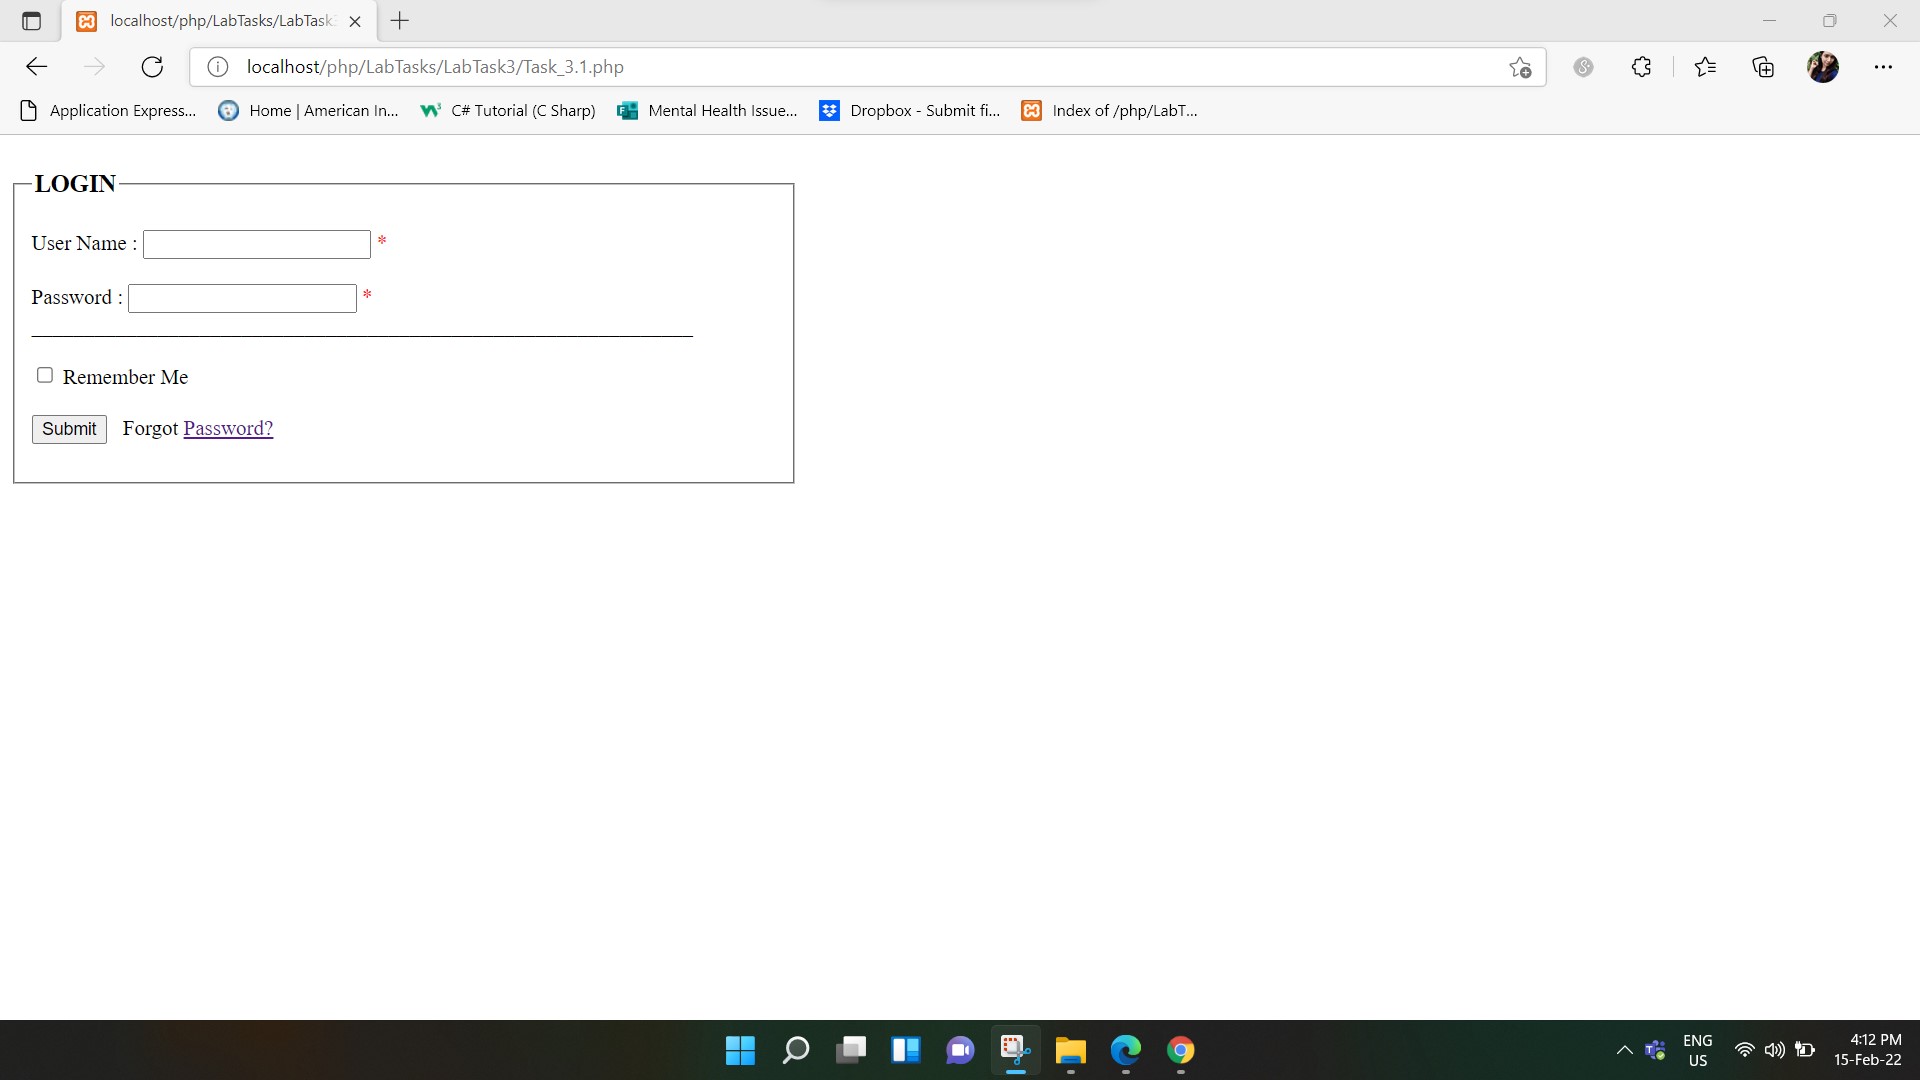 localhost/php/LabTasks/LabTask
localhost/php/LabTasks/LabTask3/Task_3.1.php
Application Express... Home | American In... C# Tutorial (C Sharp) Mental Health Issue... Dropbox - Submit fi... Index of /php/LabT...
LOGIN
User Name : *
Password : *
Remember Me
Submit Forgot Password?
ENG
US
4:12 PM
15-Feb-22